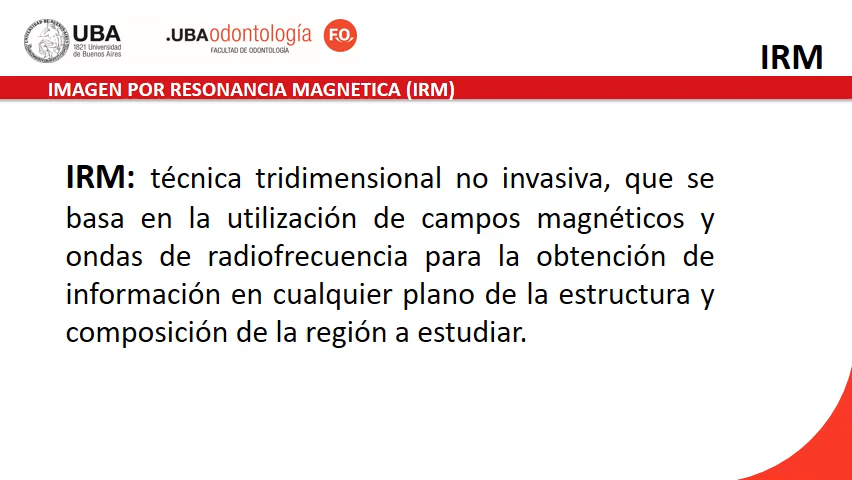 UBA
1821 Universidad
de Buenos Aires
.UBAodontología
FACULTAD DE ODONTOLOGÍA
F.O.
IRM
IMAGEN POR RESONANCIA MAGNETICA (IRM)
IRM: técnica tridimensional no invasiva, que se
basa en la utilización de campos magnéticos y
ondas de radiofrecuencia para la obtención de
información en cualquier plano de la estructura y
composición de la región a estudiar.